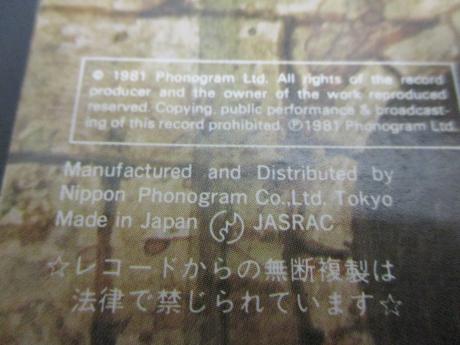 © 1981 Phonogram Ltd. All rights of the record
producer and the owner of the work reproduced
reserved. Copying, public performance & broadcast-
ing of this record prohibited. ℗1981 Phonogram Ltd.
Manufactured and Distributed by
Nippon Phonogram Co.,Ltd. Tokyo
Made in Japan JASRAC
☆レコードからの無断複製は
法律で禁じられています☆